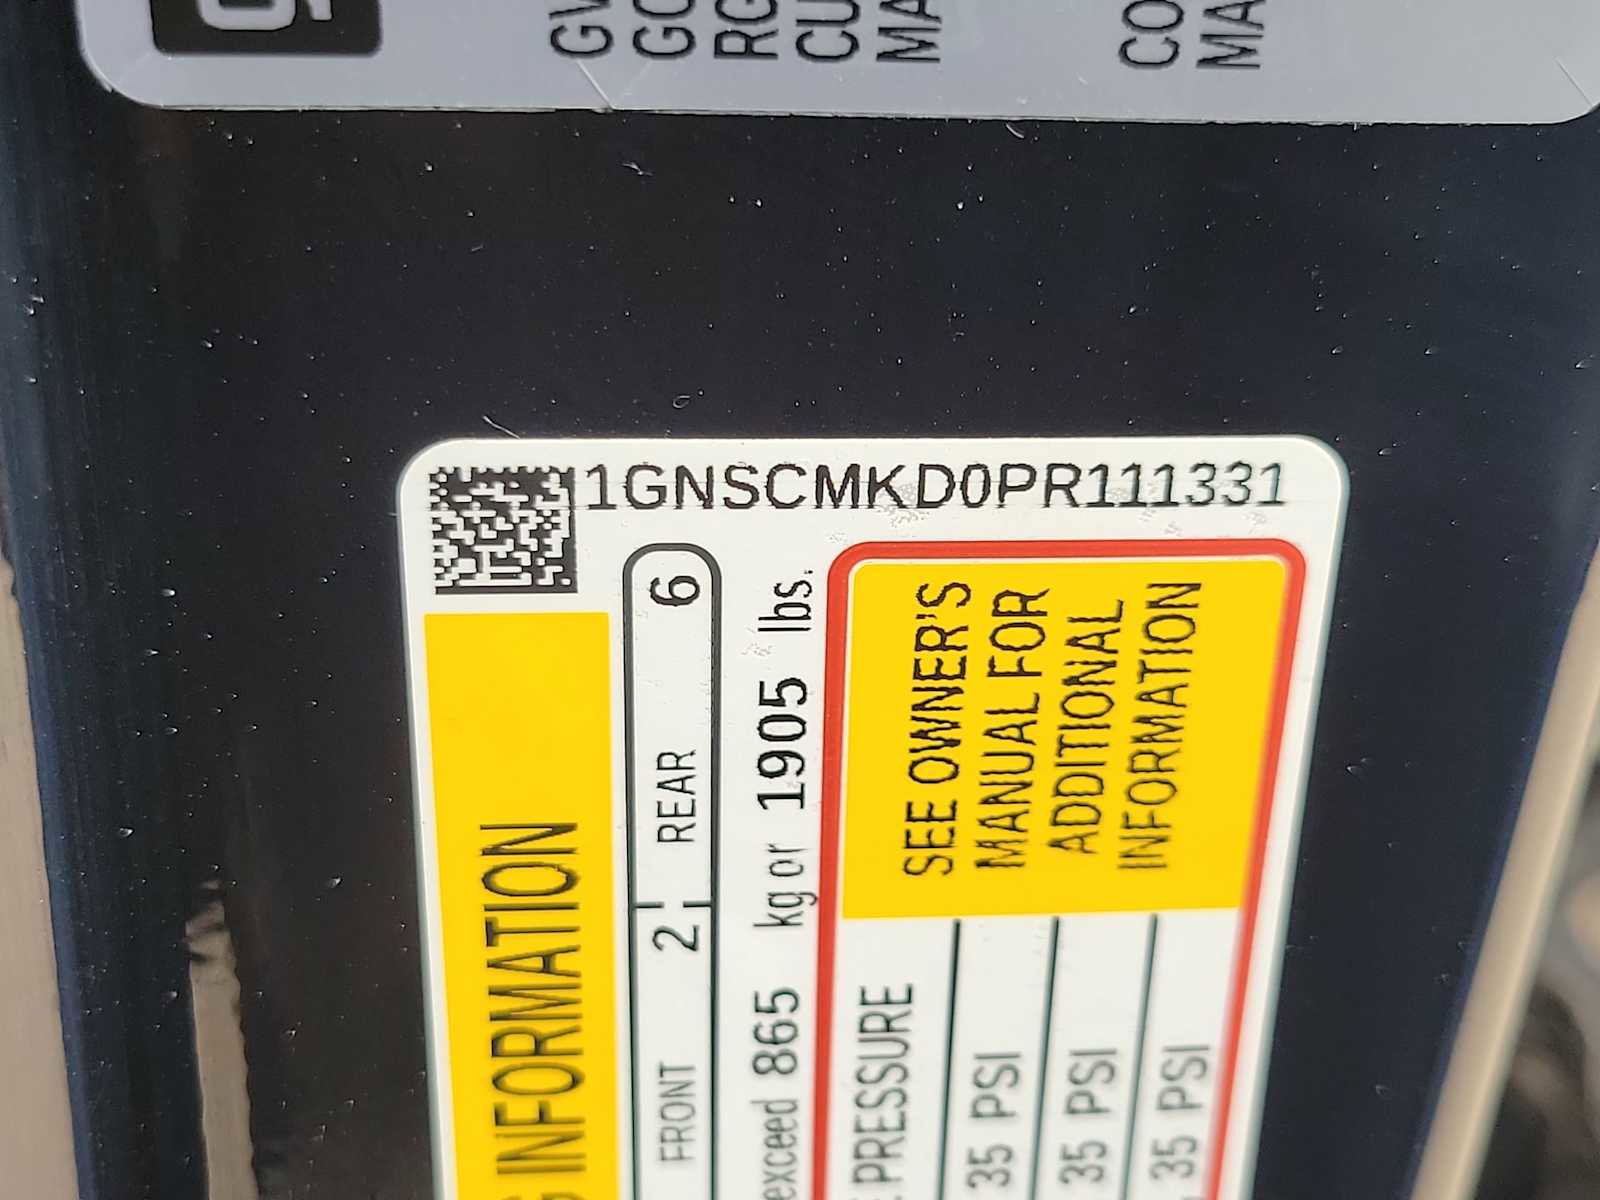 1GNSCMKD0PR111331
INFORMATION
FRONT 2 REAR 6
exceed 865 kg or 1905 lbs.
PRESSURE
35 PSI
35 PSI
35 PSI
SEE OWNER'S
MANUAL FOR
ADDITIONAL
INFORMATION